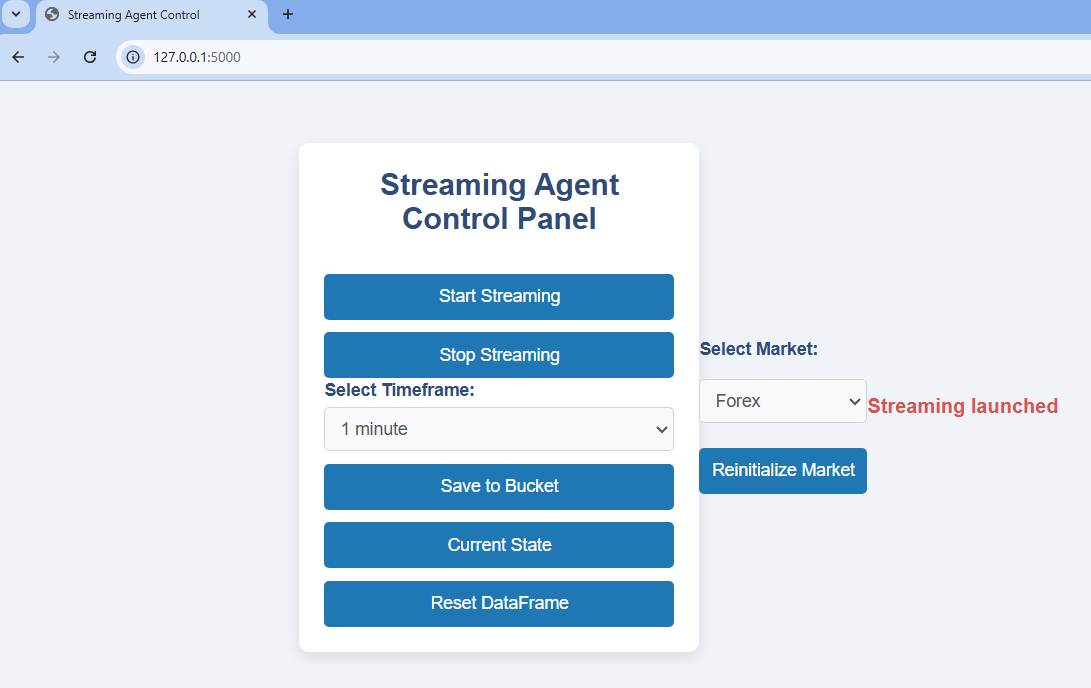 Streaming Agent Control
127.0.0.1:5000
Streaming Agent
Control Panel
Start Streaming
Stop Streaming
Select Timeframe:
1 minute
Save to Bucket
Current State
Reset DataFrame
Select Market:
Forex
Reinitialize Market
Streaming launched